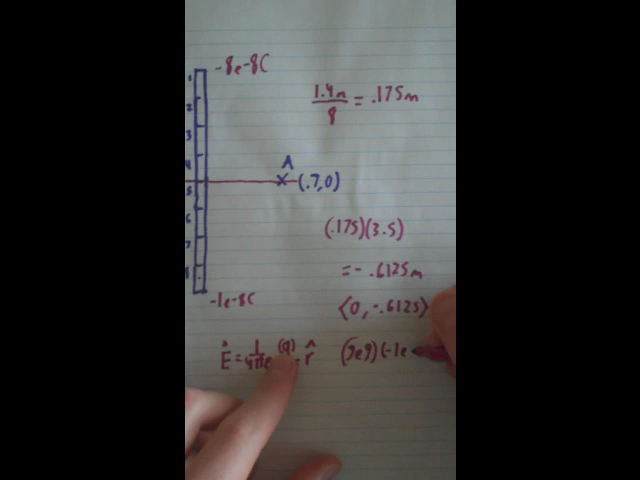 -8e-8C
1
2
3
4
5
6
7
8
1.4m/8 = .175m
A
(.7,0)
(.175)(3.5)
= -.6125m
⟨0, -.6125⟩
-1e-8C
E = 1/4πε (q) r̂ (9e9)(-1e